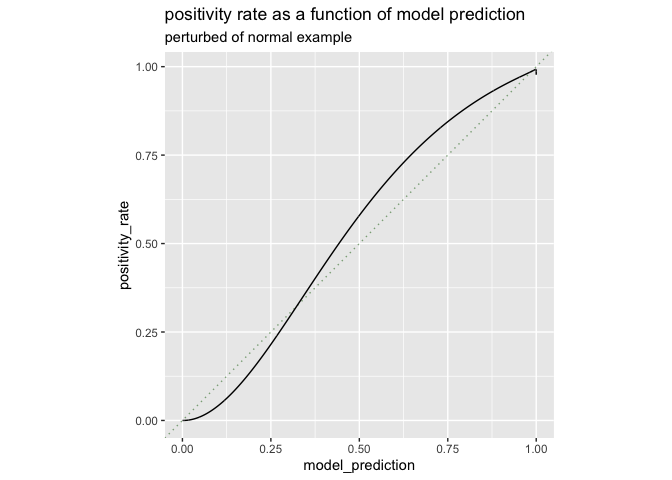 positivity rate as a function of model prediction
perturbed of normal example
1.00
0.75
0.50
0.25
0.00
positivity_rate
0.00 0.25 0.50 0.75 1.00
model_prediction